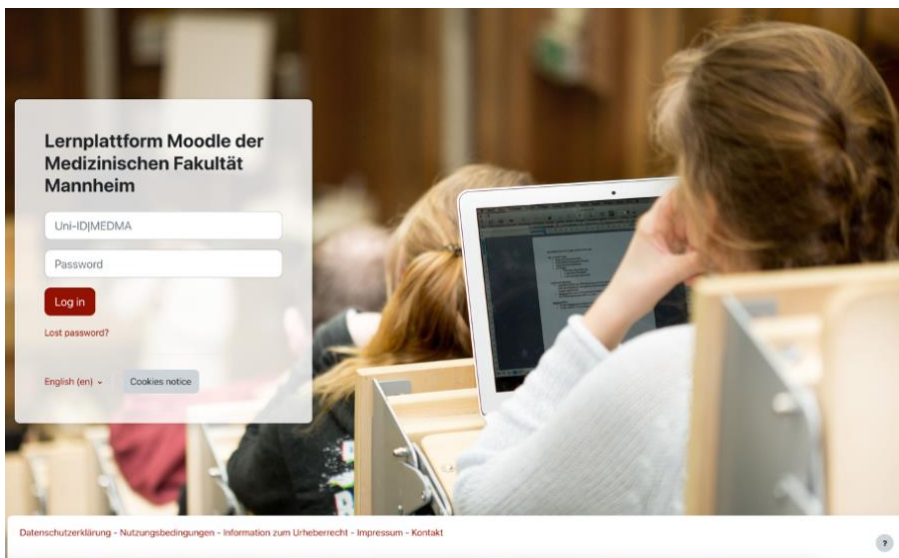 Lernplattform Moodle der
Medizinischen Fakultät
Mannheim
Uni-ID|MEDMA
Password
Log in
Lost password?
English (en)
Cookies notice
Datenschutzerklärung - Nutzungsbedingungen - Information zum Urheberrecht - Impressum - Kontakt
?